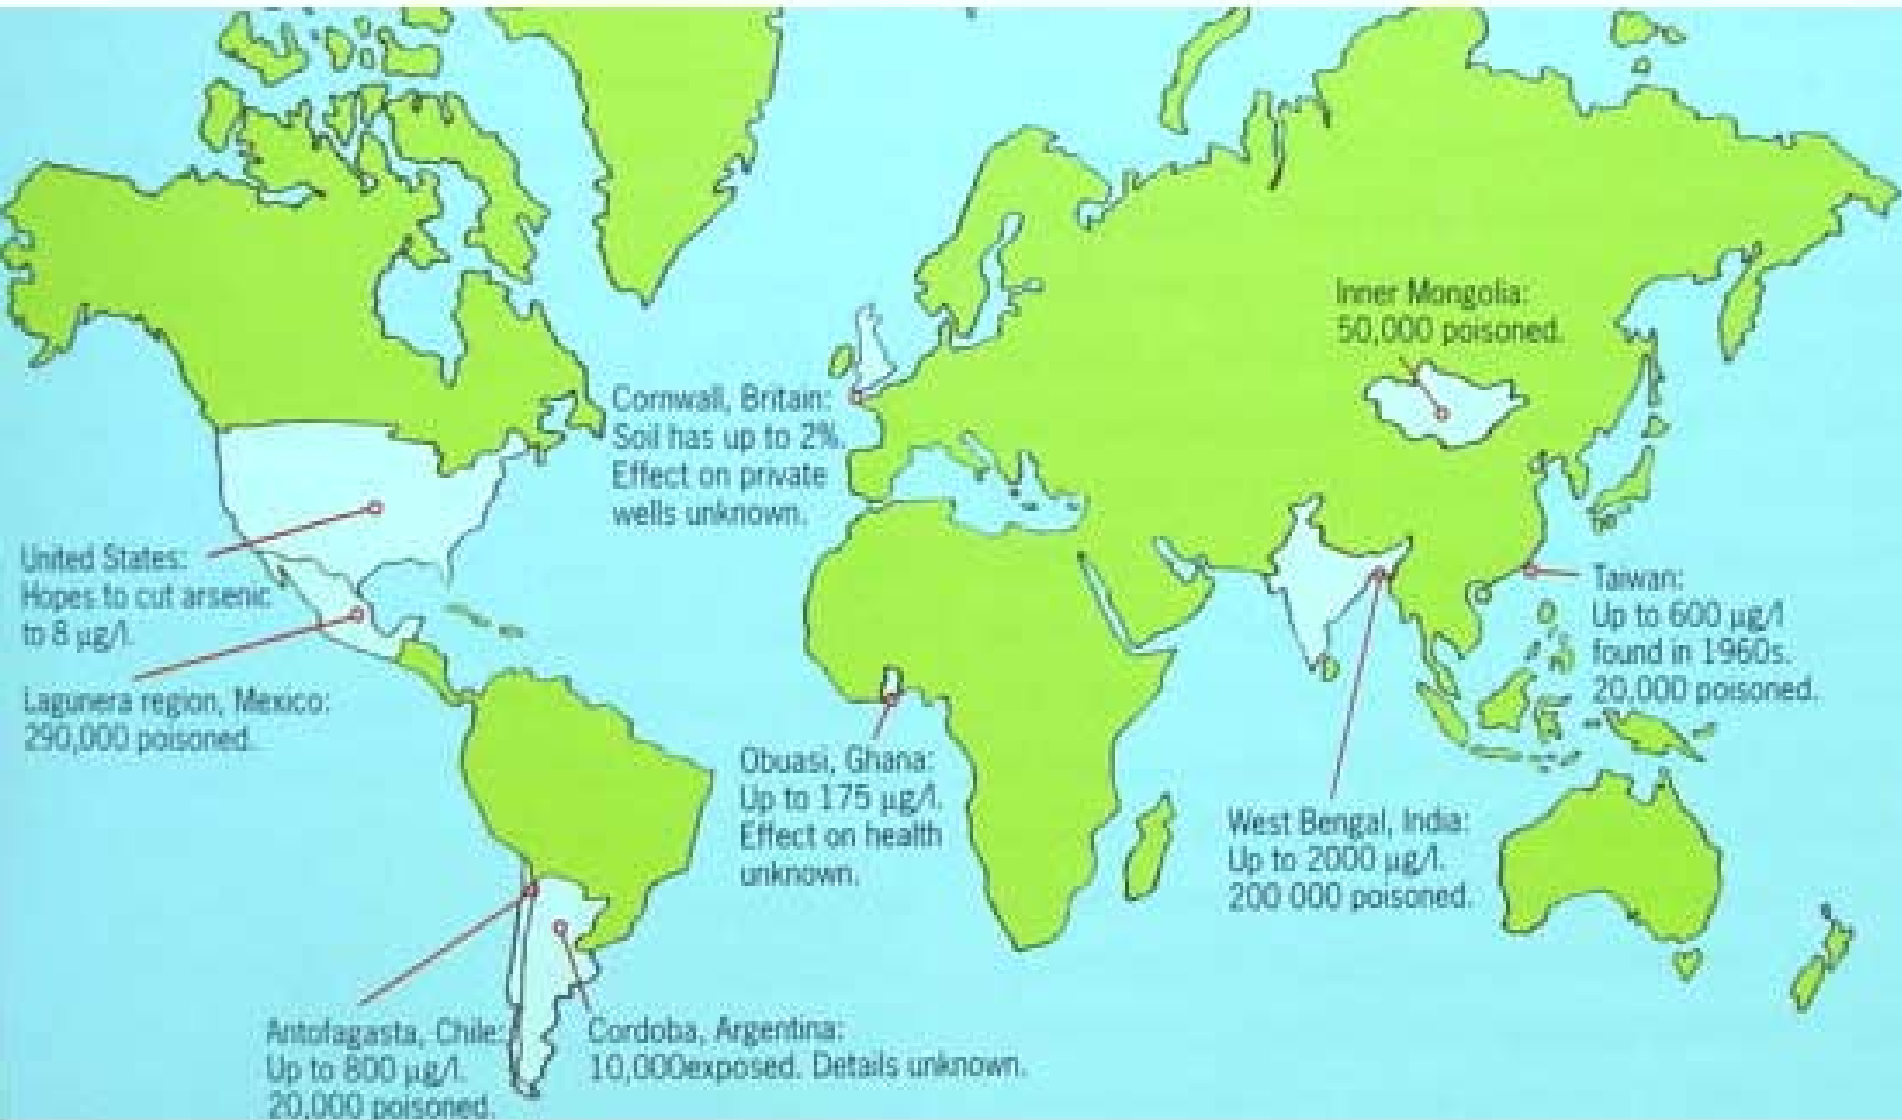 Inner Mongolia:
50,000 poisoned.
Cornwall, Britain:
Soil has up to 2%.
Effect on private
wells unknown.
United States:
Hopes to cut arsenic
to 8 µg/l.
Taiwan:
Up to 600 µg/l
found in 1960s.
20,000 poisoned.
Lagunera region, Mexico:
290,000 poisoned.
Obuasi, Ghana:
Up to 175 µg/l.
Effect on health
unknown.
West Bengal, India:
Up to 2000 µg/l.
200 000 poisoned.
Antofagasta, Chile:
Up to 800 µg/l.
20,000 poisoned.
Cordoba, Argentina:
10,000exposed. Details unknown.